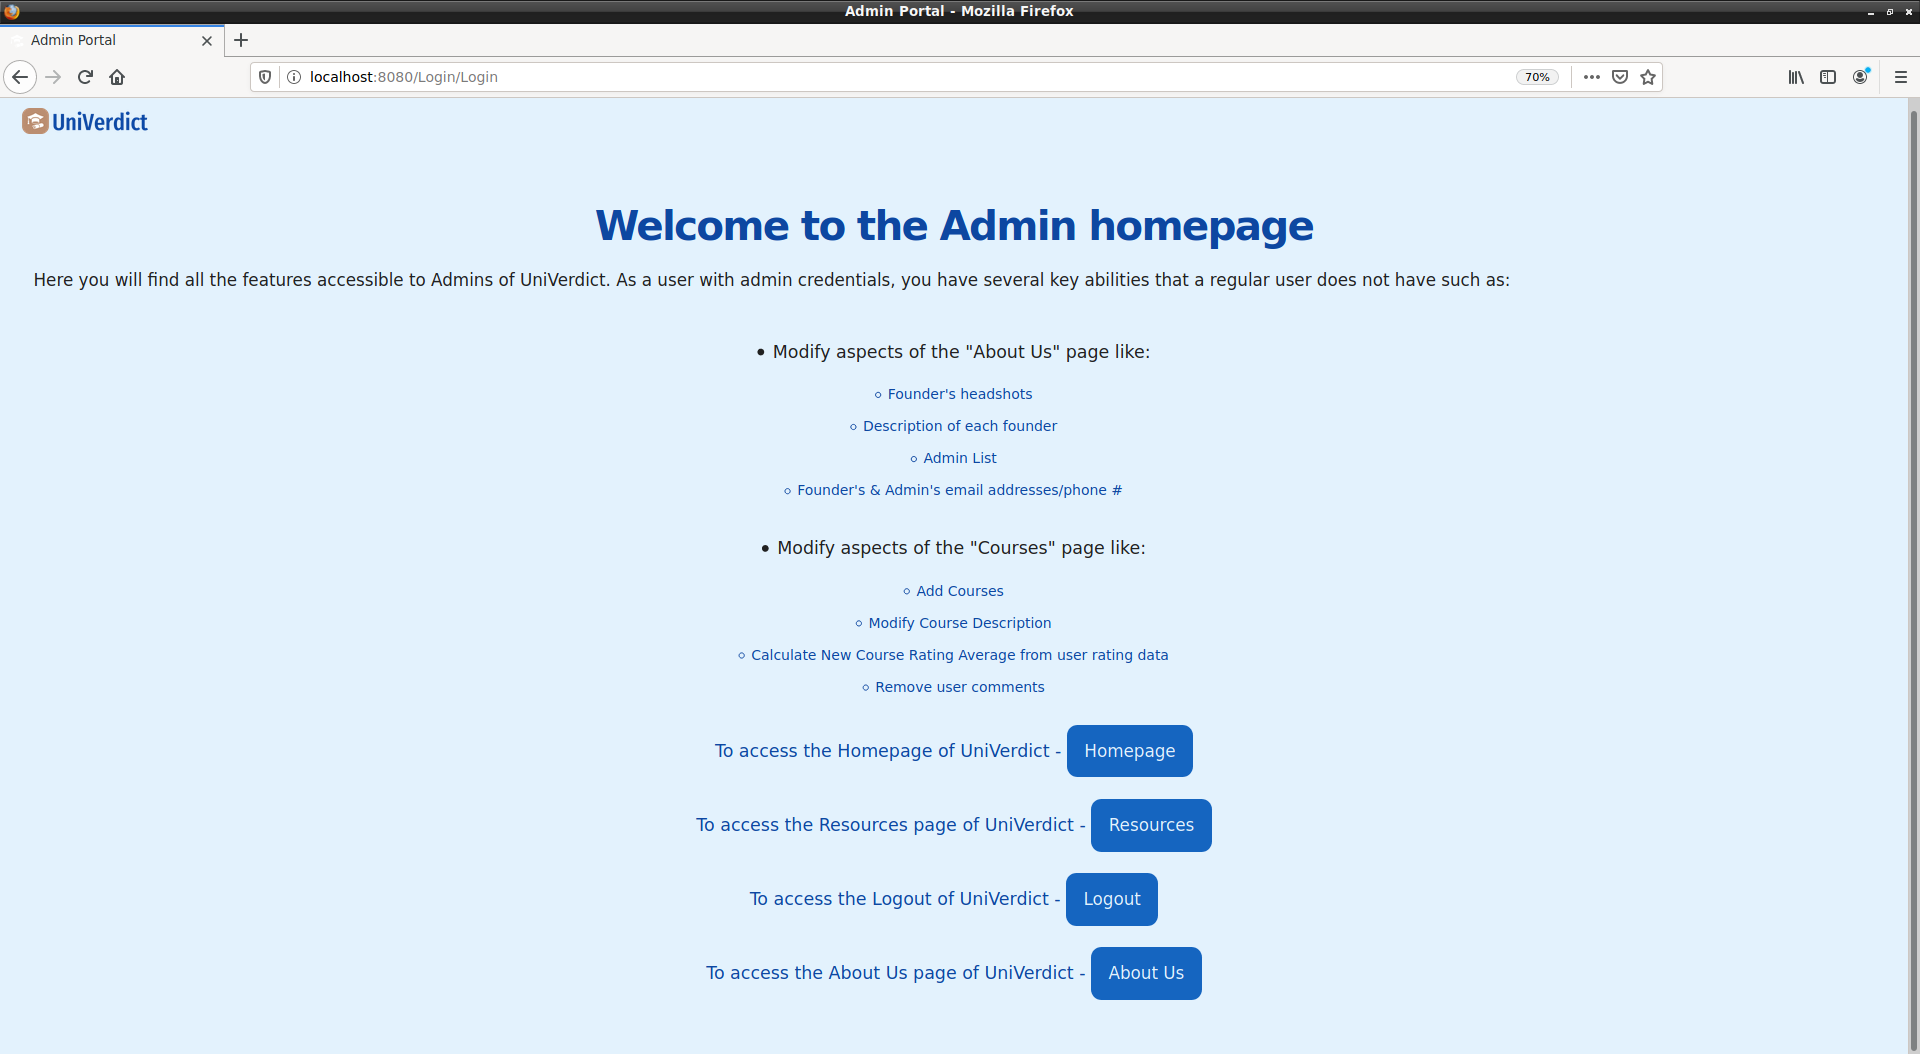 Admin Portal - Mozilla Firefox
Admin Portal
localhost:8080/Login/Login
70%
UniVerdict
Welcome to the Admin homepage
Here you will find all the features accessible to Admins of UniVerdict. As a user with admin credentials, you have several key abilities that a regular user does not have such as:
Modify aspects of the "About Us" page like:
Founder's headshots
Description of each founder
Admin List
Founder's & Admin's email addresses/phone #
Modify aspects of the "Courses" page like:
Add Courses
Modify Course Description
Calculate New Course Rating Average from user rating data
Remove user comments
To access the Homepage of UniVerdict - Homepage
To access the Resources page of UniVerdict - Resources
To access the Logout of UniVerdict - Logout
To access the About Us page of UniVerdict - About Us